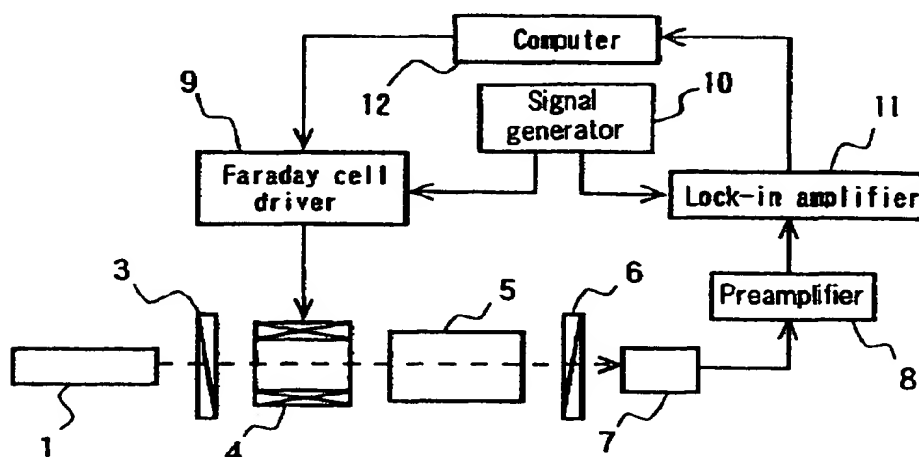 Computer
12
9
Signal
generator
10
11
Faraday cell
driver
Lock-in amplifier
3
5
6
Preamplifier
8
1
4
7